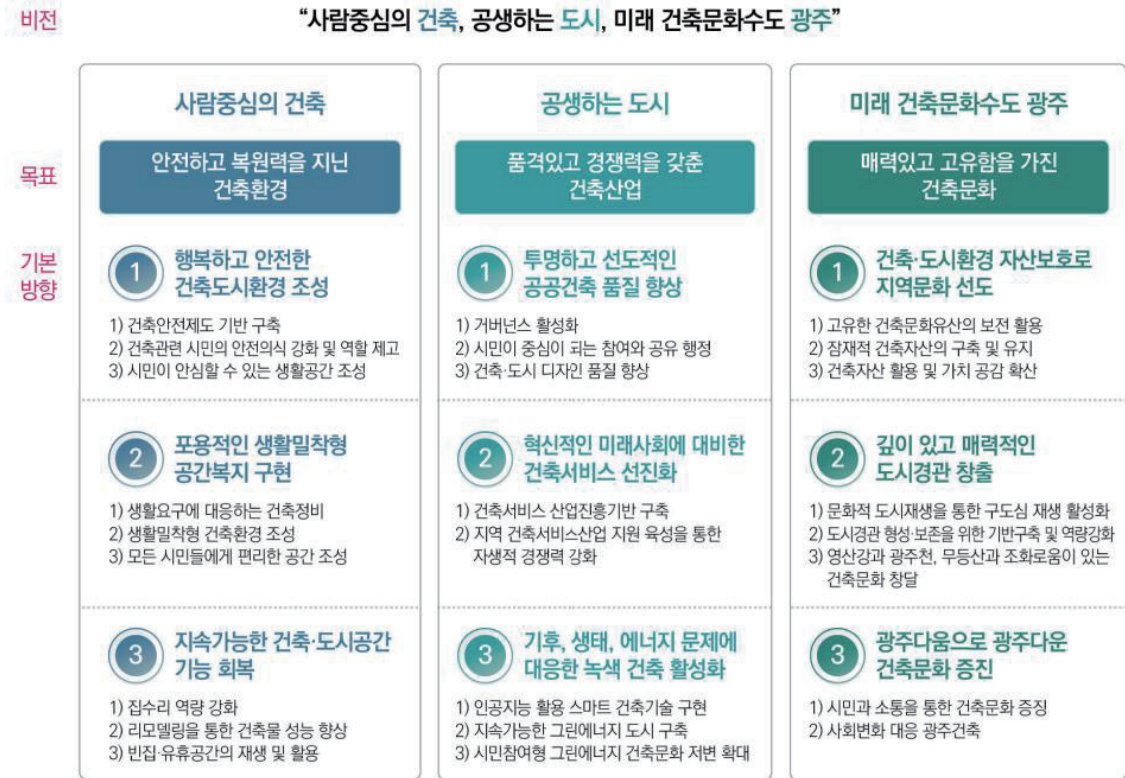 비전
“사람중심의 건축, 공생하는 도시, 미래 건축문화수도 광주”
사람중심의 건축
공생하는 도시
미래 건축문화수도 광주
목표
안전하고 복원력을 지닌
건축환경
품격있고 경쟁력을 갖춘
건축산업
매력있고 고유함을 가진
건축문화
기본
방향
1
행복하고 안전한
건축도시환경 조성
1) 건축안전제도 기반 구축
2) 건축관련 시민의 안전의식 강화 및 역할 제고
3) 시민이 안심할 수 있는 생활공간 조성
1
투명하고 선도적인
공공건축 품질 향상
1) 거버넌스 활성화
2) 시민이 중심이 되는 참여와 공유 행정
3) 건축·도시 디자인 품질 향상
1
건축·도시환경 자산보호로
지역문화 선도
1) 고유한 건축문화유산의 보전 활용
2) 잠재적 건축자산의 구축 및 유지
3) 건축자산 활용 및 가치 공감 확산
2
포용적인 생활밀착형
공간복지 구현
1) 생활요구에 대응하는 건축정비
2) 생활밀착형 건축환경 조성
3) 모든 시민들에게 편리한 공간 조성
2
혁신적인 미래사회에 대비한
건축서비스 선진화
1) 건축서비스 산업진흥기반 구축
2) 지역 건축서비스산업 지원 육성을 통한
자생적 경쟁력 강화
2
깊이 있고 매력적인
도시경관 창출
1) 문화적 도시재생을 통한 구도심 재생 활성화
2) 도시경관 형성·보존을 위한 기반구축 및 역량강화
3) 영산강과 광주천, 무등산과 조화로움이 있는
건축문화 창달
3
지속가능한 건축·도시공간
기능 회복
1) 집수리 역량 강화
2) 리모델링을 통한 건축물 성능 향상
3) 빈집·유휴공간의 재생 및 활용
3
기후, 생태, 에너지 문제에
대응한 녹색 건축 활성화
1) 인공지능 활용 스마트 건축기술 구현
2) 지속가능한 그린에너지 도시 구축
3) 시민참여형 그린에너지 건축문화 저변 확대
3
광주다움으로 광주다운
건축문화 증진
1) 시민과 소통을 통한 건축문화 증징
2) 사회변화 대응 광주건축